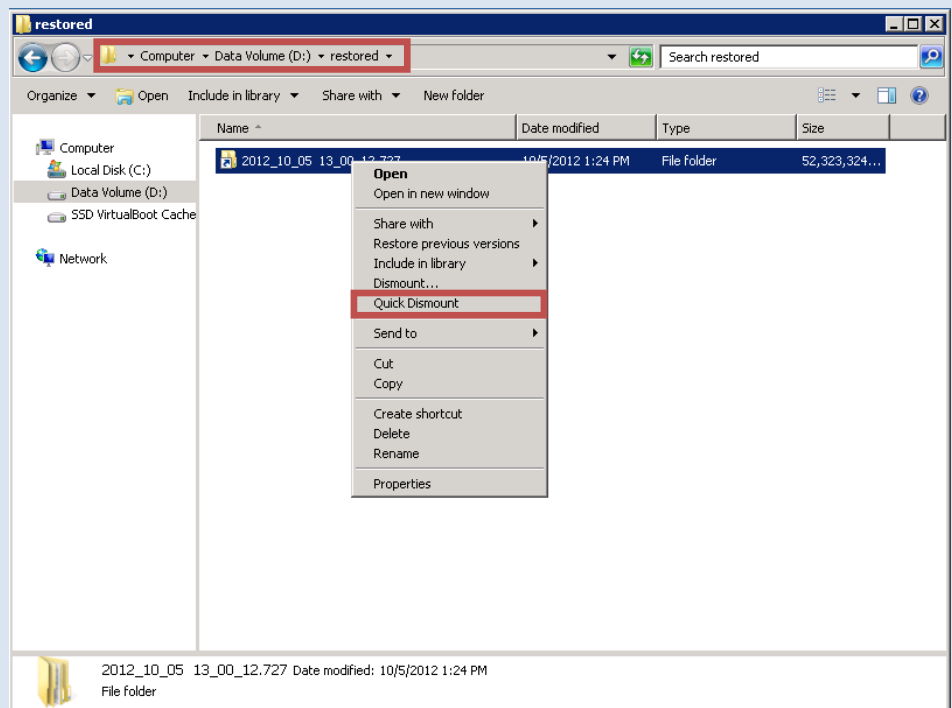 restored
Computer Data Volume (D:) restored
Search restored
Organize Open Include in library Share with New folder
Name Date modified Type Size
Computer
Local Disk (C:)
Data Volume (D:)
SSD VirtualBoot Cache
Network
2012_10_05 13_00_12.727 10/5/2012 1:24 PM File folder 52,323,324...
Open
Open in new window
Share with
Restore previous versions
Include in library
Dismount...
Quick Dismount
Send to
Cut
Copy
Create shortcut
Delete
Rename
Properties
2012_10_05 13_00_12.727 Date modified: 10/5/2012 1:24 PM
File folder